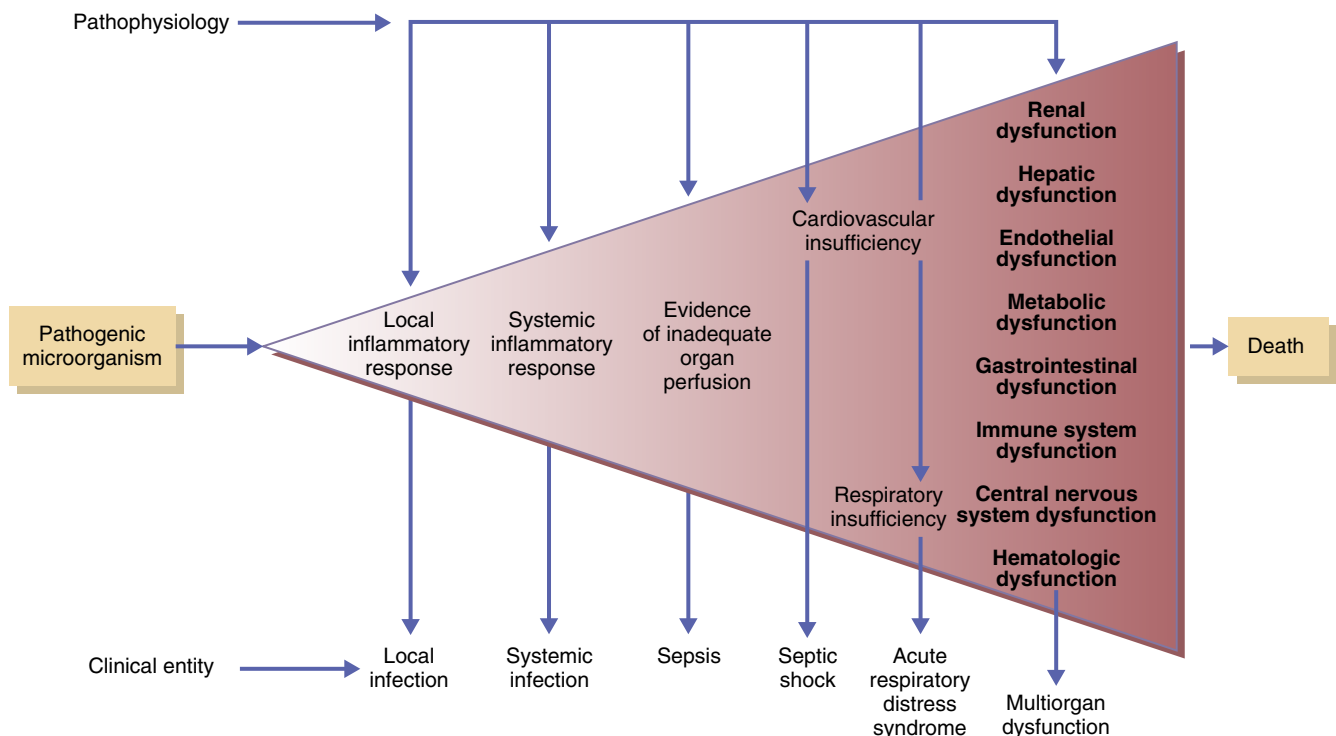 Pathophysiology
Renal
dysfunction
Hepatic
dysfunction
Cardiovascular
insufficiency
Endothelial
dysfunction
Pathogenic
microorganism
Local
inflammatory
response
Systemic
inflammatory
response
Evidence
of inadequate
organ
perfusion
Metabolic
dysfunction
Death
Gastrointestinal
dysfunction
Immune system
dysfunction
Respiratory
insufficiency
Central nervous
system dysfunction
Hematologic
dysfunction
Clinical entity
Local
infection
Systemic
infection
Sepsis
Septic
shock
Acute
respiratory
distress
syndrome
Multiorgan
dysfunction